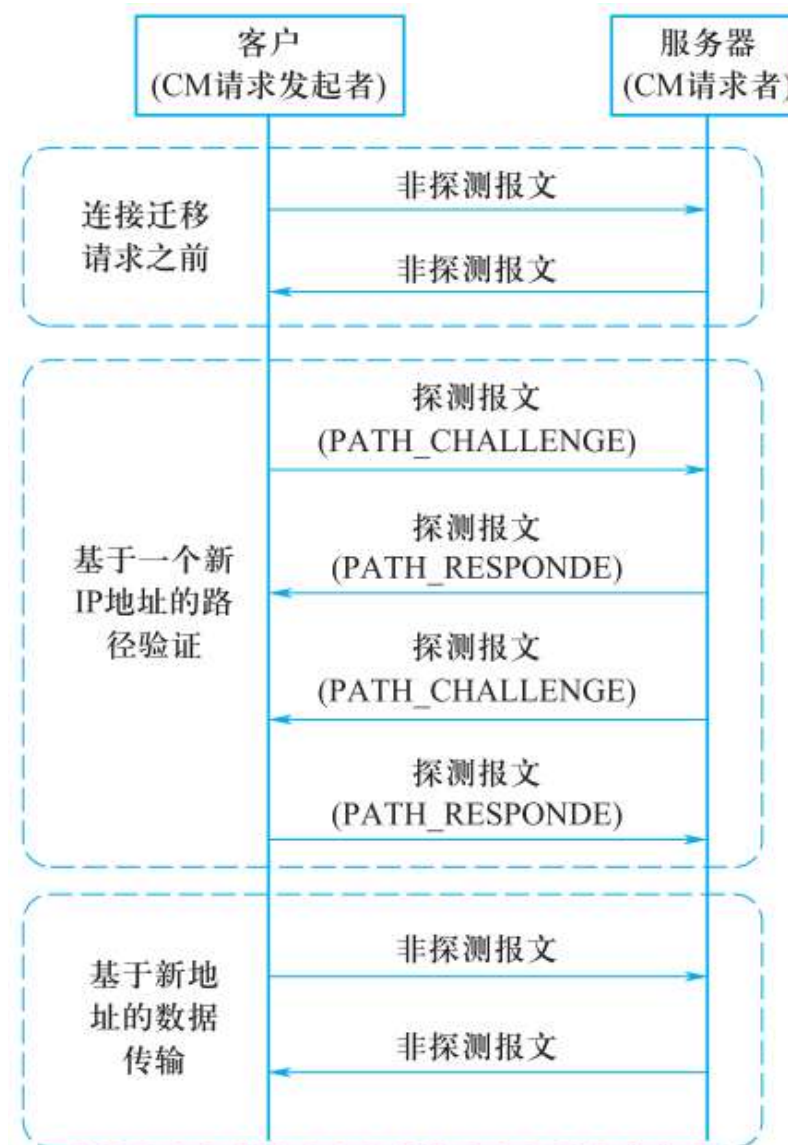 客户
(CM请求发起者)
服务器
(CM请求者)
连接迁移
请求之前
非探测报文
非探测报文
基于一个新
IP地址的路
径验证
探测报文
(PATH_CHALLENGE)
探测报文
(PATH_RESPONDE)
探测报文
(PATH_CHALLENGE)
探测报文
(PATH_RESPONDE)
基于新地
址的数据
传输
非探测报文
非探测报文